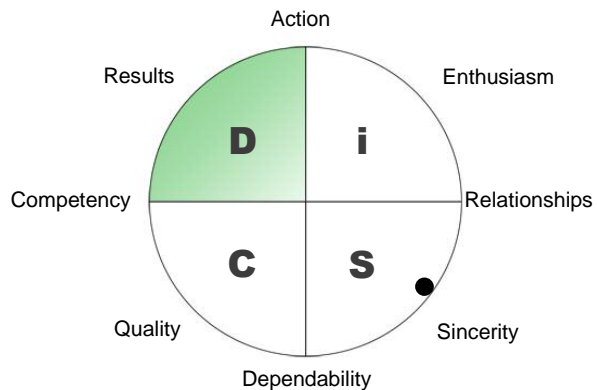 Action
Results
Enthusiasm
D
i
Competency
Relationships
C
S
Quality
Sincerity
Dependability